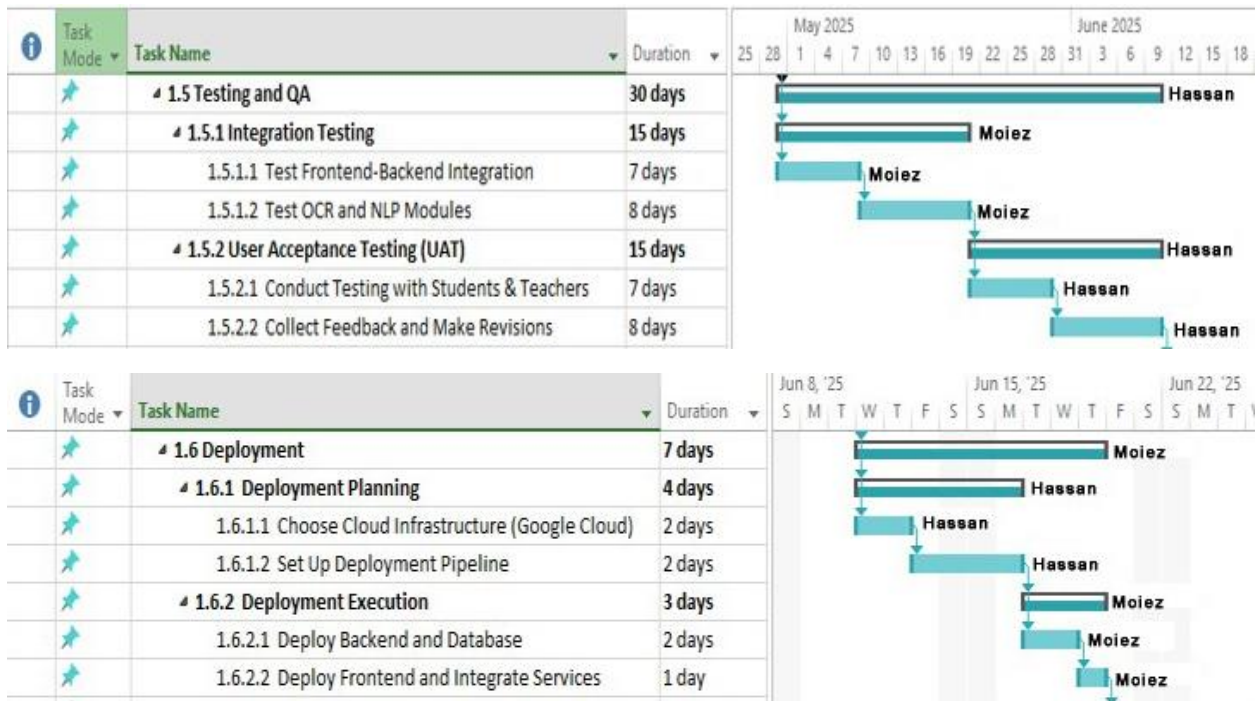 Task Mode Task Name Duration
May 2025 June 2025
25 28 1 4 7 10 13 16 19 22 25 28 31 3 6 9 12 15 18
1.5 Testing and QA 30 days Hassan
1.5.1 Integration Testing 15 days Moiez
1.5.1.1 Test Frontend-Backend Integration 7 days Moiez
1.5.1.2 Test OCR and NLP Modules 8 days Moiez
1.5.2 User Acceptance Testing (UAT) 15 days Hassan
1.5.2.1 Conduct Testing with Students & Teachers 7 days Hassan
1.5.2.2 Collect Feedback and Make Revisions 8 days Hassan
Task Mode Task Name Duration
Jun 8, '25 Jun 15, '25 Jun 22, '25
S M T W T F S S M T W T F S S M T W
1.6 Deployment 7 days Moiez
1.6.1 Deployment Planning 4 days Hassan
1.6.1.1 Choose Cloud Infrastructure (Google Cloud) 2 days Hassan
1.6.1.2 Set Up Deployment Pipeline 2 days Hassan
1.6.2 Deployment Execution 3 days Moiez
1.6.2.1 Deploy Backend and Database 2 days Moiez
1.6.2.2 Deploy Frontend and Integrate Services 1 day Moiez